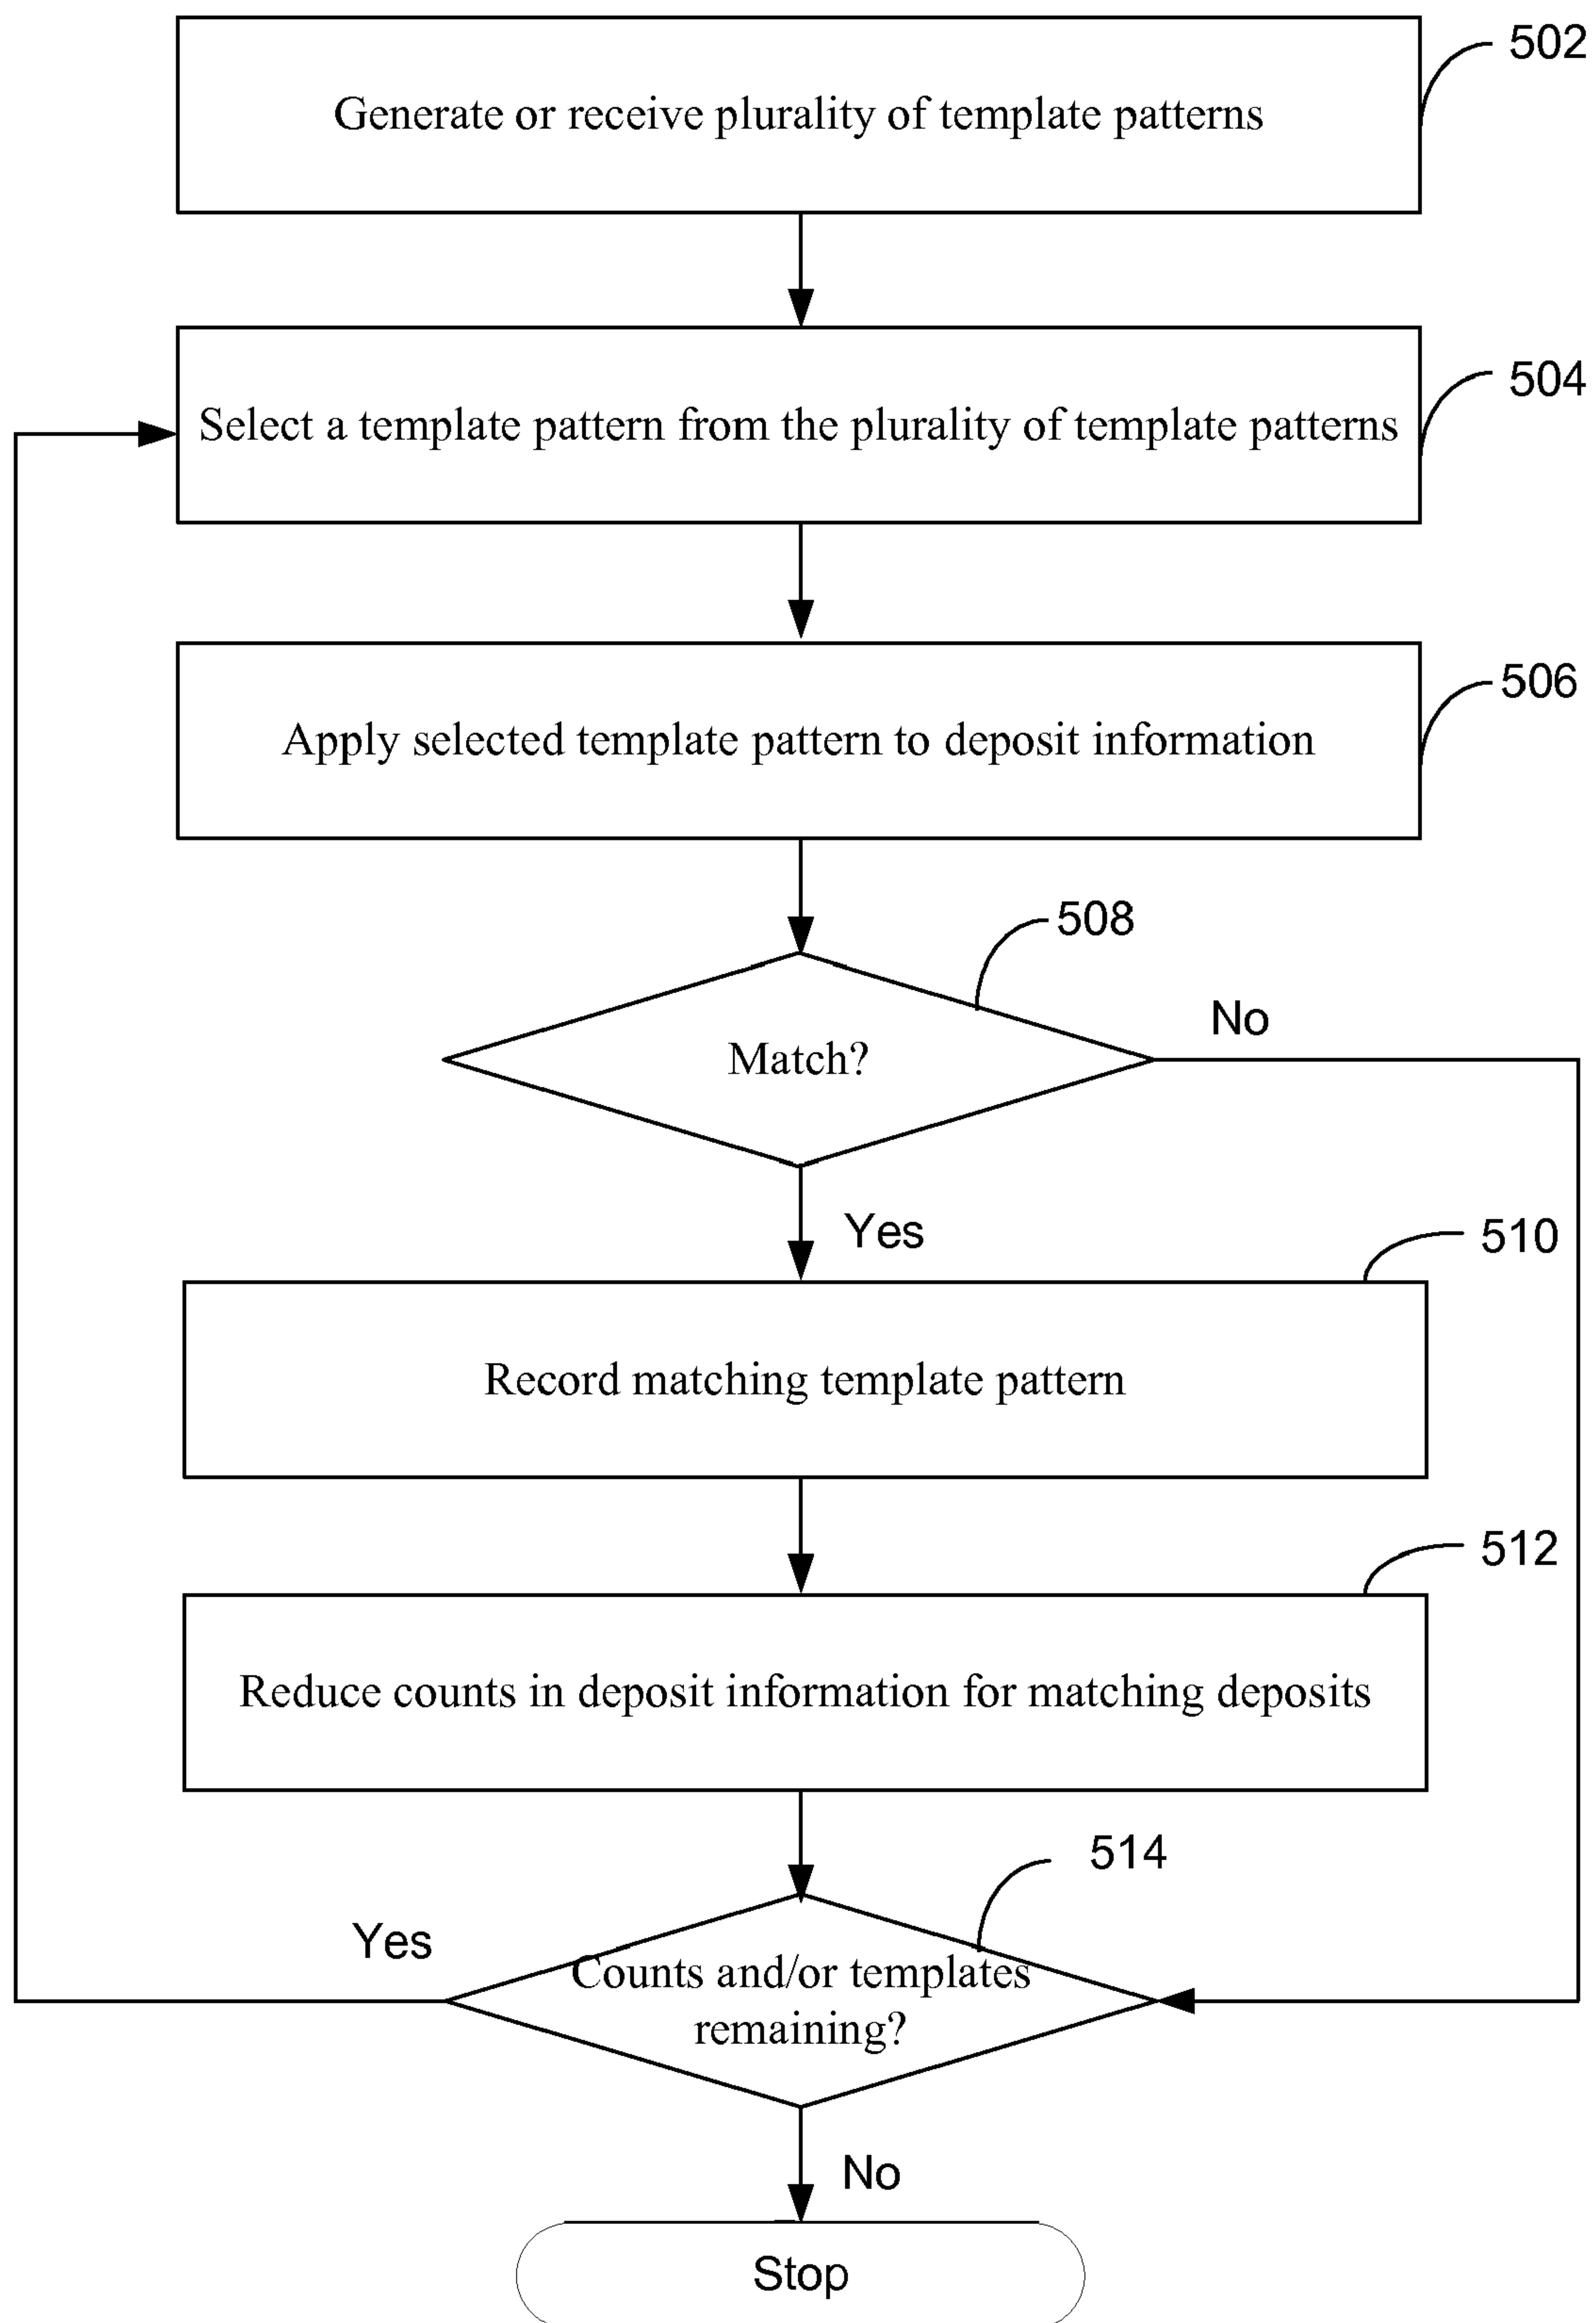 502
Generate or receive plurality of template patterns
504
Select a template pattern from the plurality of template patterns
506
Apply selected template pattern to deposit information
508
No
Match?
Yes
510
Record matching template pattern
512
Reduce counts in deposit information for matching deposits
514
Yes
Counts and/or templates
remaining?
No
Stop